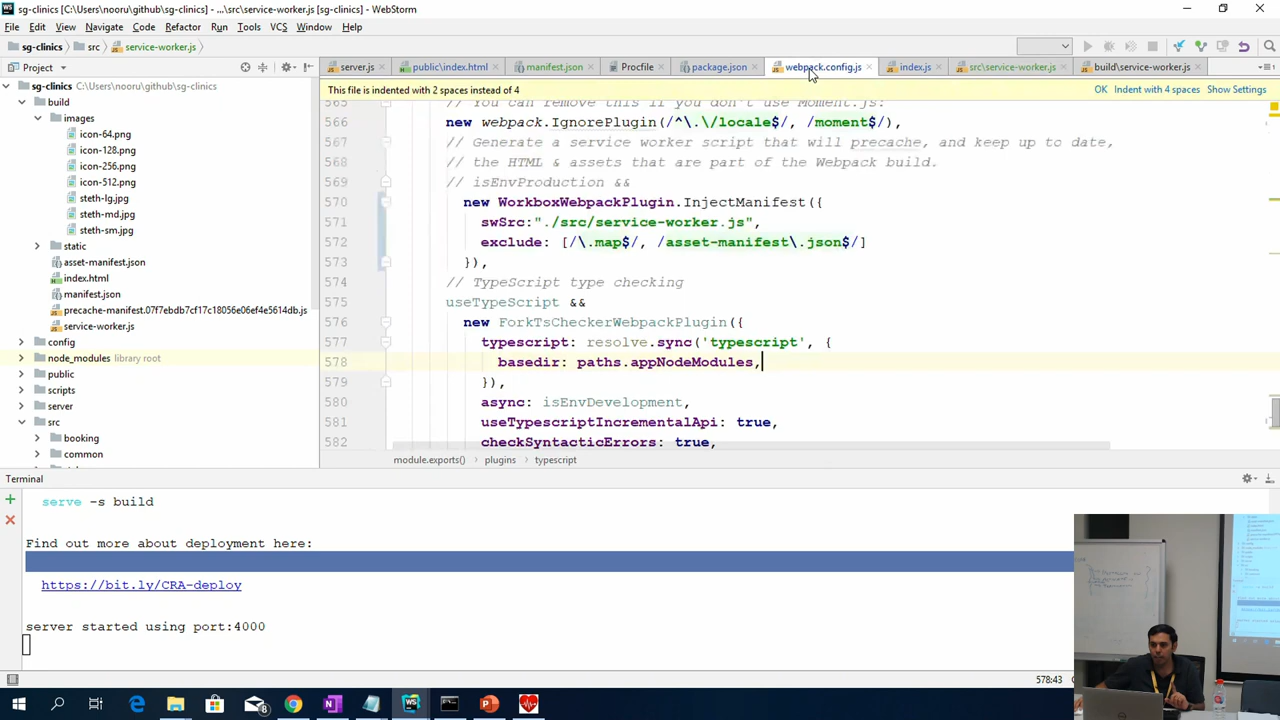 sg-clinics [C:\Users\nooru\github\sg-clinics] - ...\src\service-worker.js [sg-clinics] - WebStorm
File Edit View Navigate Code Refactor Run Tools VCS Window Help
sg-clinics src service-worker.js
Project
server.js public\index.html manifest.json Procfile package.json webpack.config.js index.js src\service-worker.js build\service-worker.js
sg-clinics C:\Users\nooru\github\sg-clinics
build
images
icon-64.png
icon-128.png
icon-256.png
icon-512.png
steth-lg.jpg
steth-md.jpg
steth-sm.jpg
static
asset-manifest.json
index.html
manifest.json
precache-manifest.07f7ebdb7cf17c18056e06ef4e5614db.js
service-worker.js
config
node_modules library root
public
scripts
server
src
booking
common
This file is indented with 2 spaces instead of 4 OK Indent with 4 spaces Show Settings
565 // You can remove this if you don't use Moment.js:
566 new webpack.IgnorePlugin(/^\.\/locale$/, /moment$/),
567 // Generate a service worker script that will precache, and keep up to date,
568 // the HTML & assets that are part of the Webpack build.
569 // isEnvProduction &&
570 new WorkboxWebpackPlugin.InjectManifest({
571 swSrc:"./src/service-worker.js",
572 exclude: [/\.map$/, /asset-manifest\.json$/]
573 }),
574 // TypeScript type checking
575 useTypeScript &&
576 new ForkTsCheckerWebpackPlugin({
577 typescript: resolve.sync('typescript', {
578 basedir: paths.appNodeModules,
579 }),
580 async: isEnvDevelopment,
581 useTypescriptIncrementalApi: true,
582 checkSyntacticErrors: true,
module.exports() plugins typescript
Terminal
serve -s build
Find out more about deployment here:
https://bit.ly/CRA-deploy
server started using port:4000
578:43